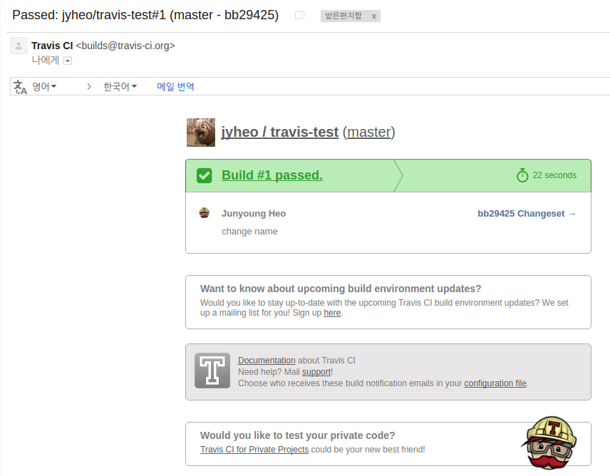 Passed: jyheo/travis-test#1 (master - bb29425) 받은편지함 x
Travis CI <builds@travis-ci.org>
나에게
영어 > 한국어 메일 번역
jyheo / travis-test (master)
Build #1 passed. 22 seconds
Junyoung Heo bb29425 Changeset →
change name
Want to know about upcoming build environment updates?
Would you like to stay up-to-date with the upcoming Travis CI build environment updates? We set
up a mailing list for you! Sign up here.
T
Documentation about Travis CI
Need help? Mail support!
Choose who receives these build notification emails in your configuration file.
Would you like to test your private code?
Travis CI for Private Projects could be your new best friend!
T